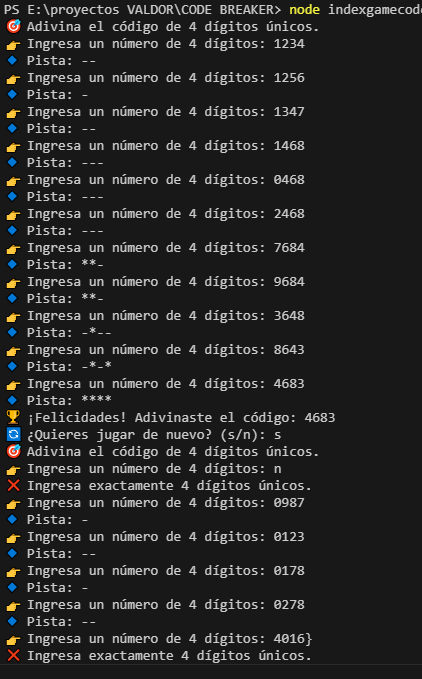 PS E:\proyectos VALDOR\CODE BREAKER> node indexgamecod
🎯 Adivina el código de 4 dígitos únicos.
👉 Ingresa un número de 4 dígitos: 1234
🔹 Pista: --
👉 Ingresa un número de 4 dígitos: 1256
🔹 Pista: -
👉 Ingresa un número de 4 dígitos: 1347
🔹 Pista: --
👉 Ingresa un número de 4 dígitos: 1468
🔹 Pista: ---
👉 Ingresa un número de 4 dígitos: 0468
🔹 Pista: ---
👉 Ingresa un número de 4 dígitos: 2468
🔹 Pista: ---
👉 Ingresa un número de 4 dígitos: 7684
🔹 Pista: **-
👉 Ingresa un número de 4 dígitos: 9684
🔹 Pista: **-
👉 Ingresa un número de 4 dígitos: 3648
🔹 Pista: -*--
👉 Ingresa un número de 4 dígitos: 8643
🔹 Pista: -*-*
👉 Ingresa un número de 4 dígitos: 4683
🔹 Pista: ****
🏆 ¡Felicidades! Adivinaste el código: 4683
🔄 ¿Quieres jugar de nuevo? (s/n): s
🎯 Adivina el código de 4 dígitos únicos.
👉 Ingresa un número de 4 dígitos: n
❌ Ingresa exactamente 4 dígitos únicos.
👉 Ingresa un número de 4 dígitos: 0987
🔹 Pista: -
👉 Ingresa un número de 4 dígitos: 0123
🔹 Pista: --
👉 Ingresa un número de 4 dígitos: 0178
🔹 Pista: -
👉 Ingresa un número de 4 dígitos: 0278
🔹 Pista: --
👉 Ingresa un número de 4 dígitos: 4016}
❌ Ingresa exactamente 4 dígitos únicos.